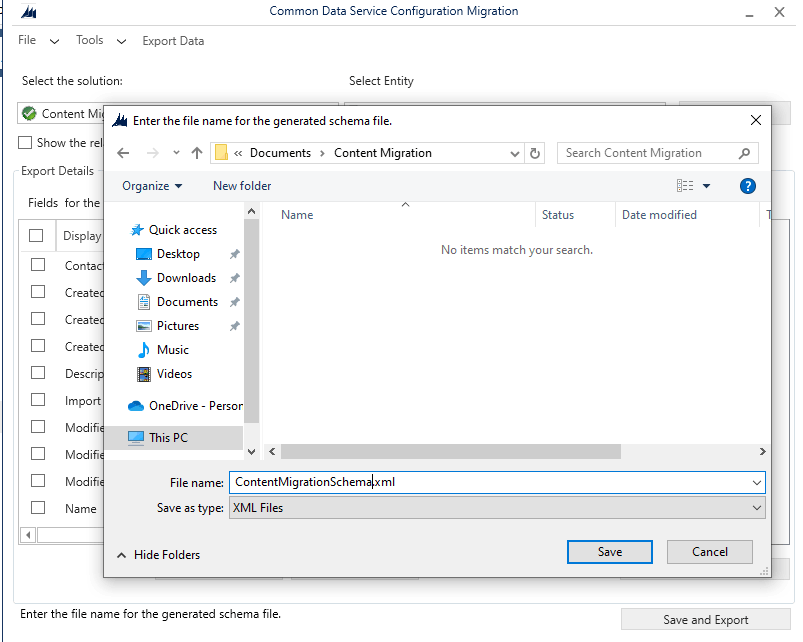 Common Data Service Configuration Migration
File Tools Export Data
Select the solution: Select Entity
Content Mig
Show the rel
Export Details
Fields for the
Display
Contac
Created
Created
Created
Descrip
Import
Modifie
Modifie
Modifie
Name
Enter the file name for the generated schema file.
« Documents › Content Migration
Search Content Migration
Organize New folder
?
Name Status Date modified T
No items match your search.
Quick access
Desktop
Downloads
Documents
Pictures
Music
Videos
OneDrive - Person
This PC
File name: ContentMigrationSchema.xml
Save as type: XML Files
Hide Folders Save Cancel
Enter the file name for the generated schema file.
Save and Export